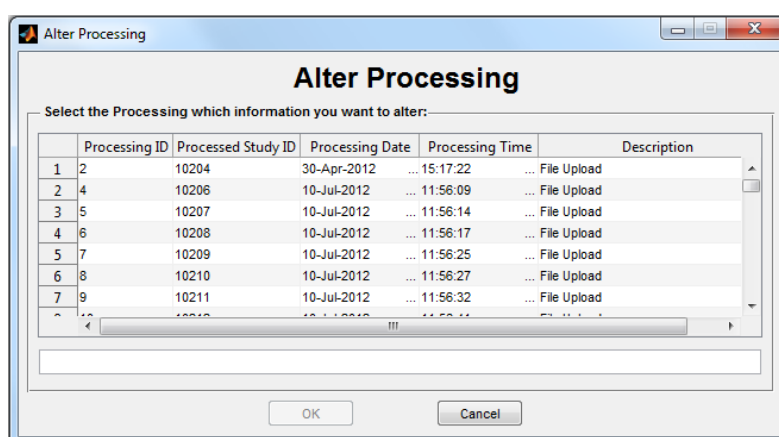 Alter Processing
Alter Processing
Select the Processing which information you want to alter:
Processing ID Processed Study ID Processing Date Processing Time Description
1 2 10204 30-Apr-2012 ... 15:17:22 ... File Upload
2 4 10206 10-Jul-2012 ... 11:56:09 ... File Upload
3 5 10207 10-Jul-2012 ... 11:56:14 ... File Upload
4 6 10208 10-Jul-2012 ... 11:56:17 ... File Upload
5 7 10209 10-Jul-2012 ... 11:56:25 ... File Upload
6 8 10210 10-Jul-2012 ... 11:56:27 ... File Upload
7 9 10211 10-Jul-2012 ... 11:56:32 ... File Upload
OK Cancel